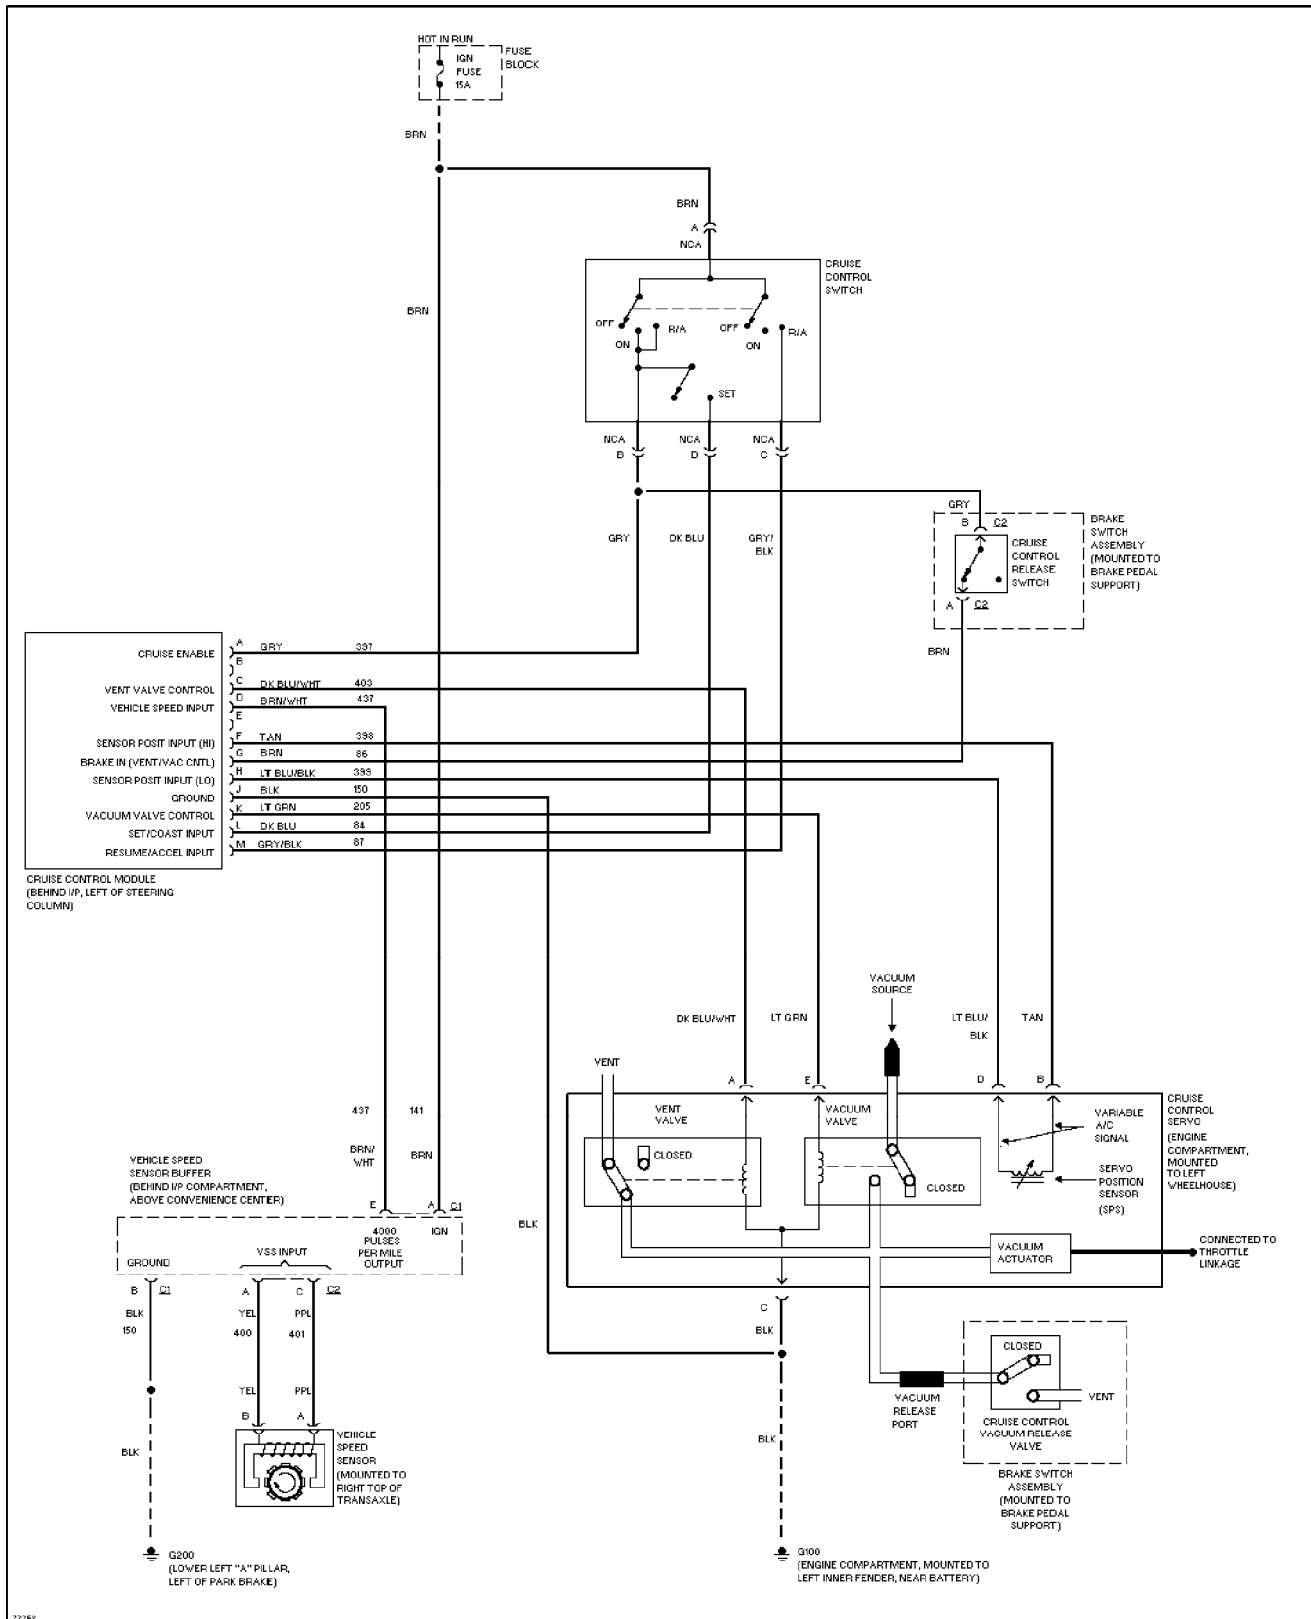 HOT IN RUN
IGN
FUSE
15A
FUSE
BLOCK
BRN
BRN
A
NCA
CRUISE
CONTROL
SWITCH
BRN
OFF
R/A
ON
OFF
R/A
ON
SET
NCA
B
NCA
D
NCA
C
GRY
DK BLU
GRY/
BLK
GRY
B
C2
CRUISE
CONTROL
RELEASE
SWITCH
A
C2
BRN
BRAKE
SWITCH
ASSEMBLY
(MOUNTED TO
BRAKE PEDAL
SUPPORT)
CRUISE ENABLE A GRY 397
B
VENT VALVE CONTROL C DK BLU/WHT 403
VEHICLE SPEED INPUT D BRN/WHT 437
E
SENSOR POSIT INPUT (HI) F TAN 398
BRAKE IN (VENT/VAC CNTL) G BRN 86
SENSOR POSIT INPUT (LO) H LT BLU/BLK 399
GROUND J BLK 150
VACUUM VALVE CONTROL K LT GRN 205
SET/COAST INPUT L DK BLU 84
RESUME/ACCEL INPUT M GRY/BLK 87
CRUISE CONTROL MODULE
(BEHIND I/P, LEFT OF STEERING
COLUMN)
VACUUM
SOURCE
DK BLU/WHT
LT GRN
LT BLU/
BLK
TAN
VENT
A
E
D
B
VENT
VALVE
VACUUM
VALVE
CLOSED
CLOSED
VARIABLE
A/C
SIGNAL
SERVO
POSITION
SENSOR
(SPS)
CRUISE
CONTROL
SERVO
(ENGINE
COMPARTMENT,
MOUNTED
TO LEFT
WHEELHOUSE)
VACUUM
ACTUATOR
CONNECTED TO
THROTTLE
LINKAGE
437
141
BRN/
WHT
BRN
BLK
VEHICLE SPEED
SENSOR BUFFER
(BEHIND I/P COMPARTMENT,
ABOVE CONVENIENCE CENTER)
E
A
C1
4000
PULSES
PER MILE
OUTPUT
IGN
VSS INPUT
GROUND
B
C1
A
C
C2
BLK
150
YEL
400
PPL
401
YEL
PPL
B
A
BLK
VEHICLE
SPEED
SENSOR
(MOUNTED TO
RIGHT TOP OF
TRANSAXLE)
G200
(LOWER LEFT "A" PILLAR,
LEFT OF PARK BRAKE)
C
BLK
BLK
G100
(ENGINE COMPARTMENT, MOUNTED TO
LEFT INNER FENDER, NEAR BATTERY)
VACUUM
RELEASE
PORT
CLOSED
VENT
CRUISE CONTROL
VACUUM RELEASE
VALVE
BRAKE SWITCH
ASSEMBLY
(MOUNTED TO
BRAKE PEDAL
SUPPORT)